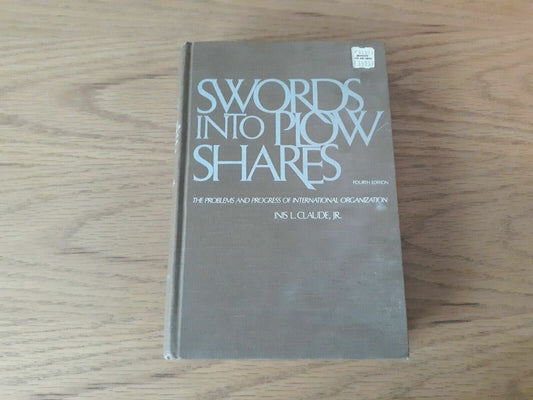 SWORDS
INTO PLOW
SHARES
FOURTH EDITION
THE PROBLEMS AND PROGRESS OF INTERNATIONAL ORGANIZATION
INIS L. CLAUDE, JR.